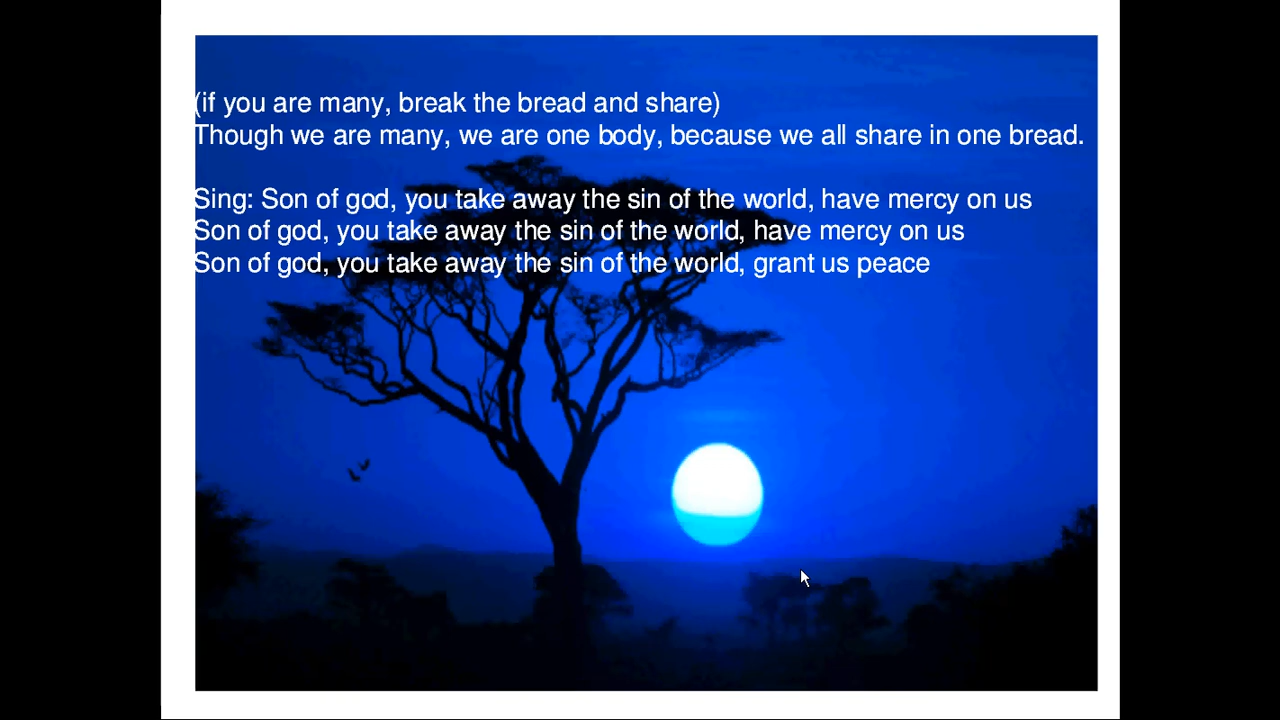 (if you are many, break the bread and share)
Though we are many, we are one body, because we all share in one bread.
Sing: Son of god, you take away the sin of the world, have mercy on us
Son of god, you take away the sin of the world, have mercy on us
Son of god, you take away the sin of the world, grant us peace